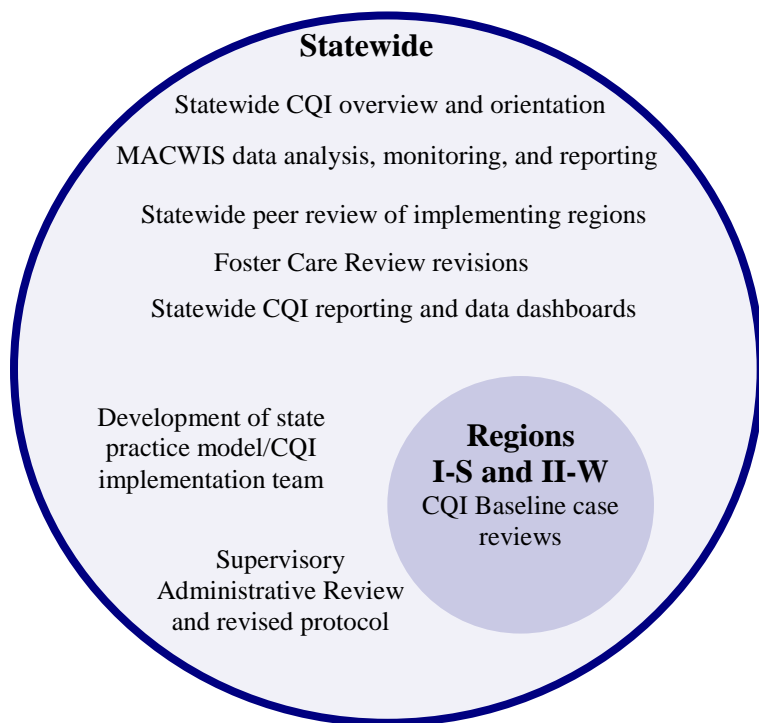 Statewide
Statewide CQI overview and orientation
MACWIS data analysis, monitoring, and reporting
Statewide peer review of implementing regions
Foster Care Review revisions
Statewide CQI reporting and data dashboards
Development of state
practice model/CQI
implementation team
Regions
I-S and II-W
CQI Baseline case
reviews
Supervisory
Administrative Review
and revised protocol